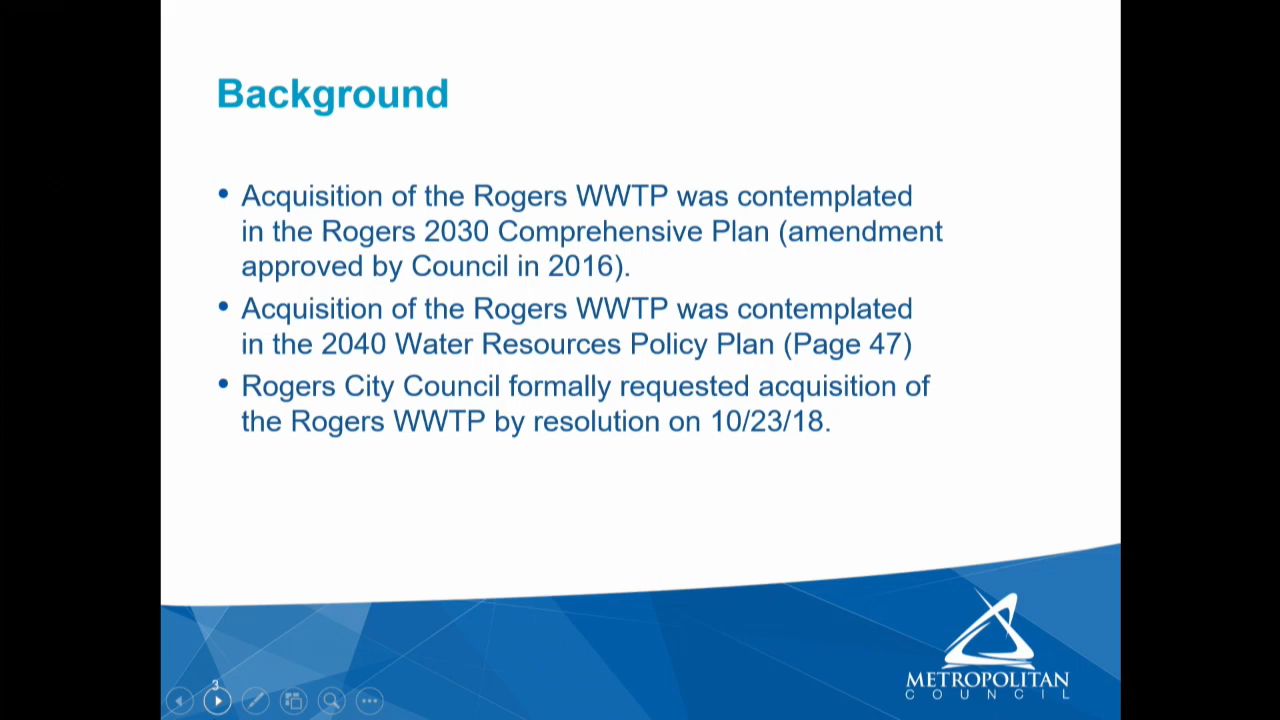 Background
• Acquisition of the Rogers WWTP was contemplated
in the Rogers 2030 Comprehensive Plan (amendment
approved by Council in 2016).
• Acquisition of the Rogers WWTP was contemplated
in the 2040 Water Resources Policy Plan (Page 47)
• Rogers City Council formally requested acquisition of
the Rogers WWTP by resolution on 10/23/18.
3
METROPOLITAN
COUNCIL